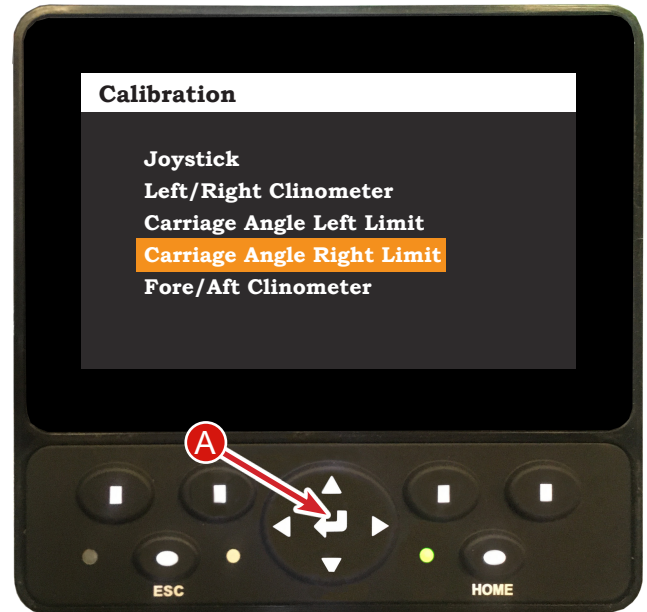 Calibration
Joystick
Left/Right Clinometer
Carriage Angle Left Limit
Carriage Angle Right Limit
Fore/Aft Clinometer
A
ESC
HOME